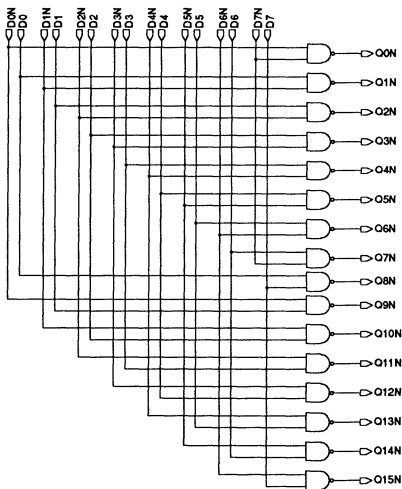 D0N
D0
D1N
D1
D2N
D2
D3N
D3
D4N
D4
D5N
D5
D6N
D6
D7N
D7
Q0N
Q1N
Q2N
Q3N
Q4N
Q5N
Q6N
Q7N
Q8N
Q9N
Q10N
Q11N
Q12N
Q13N
Q14N
Q15N